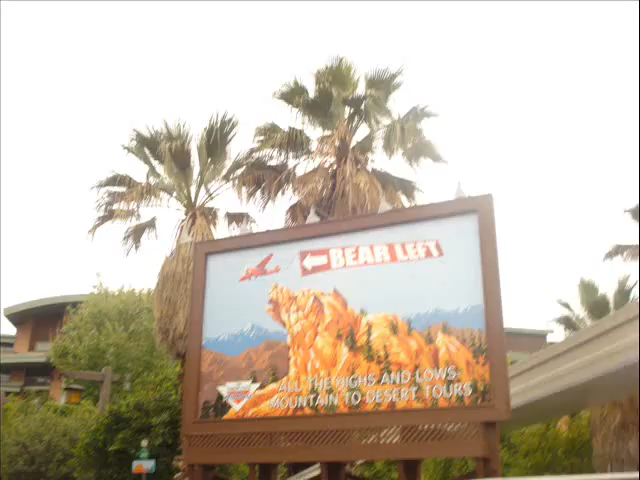 BEAR LEFT
ALL THE HIGHS AND LOWS
MOUNTAIN TO DESERT TOURS